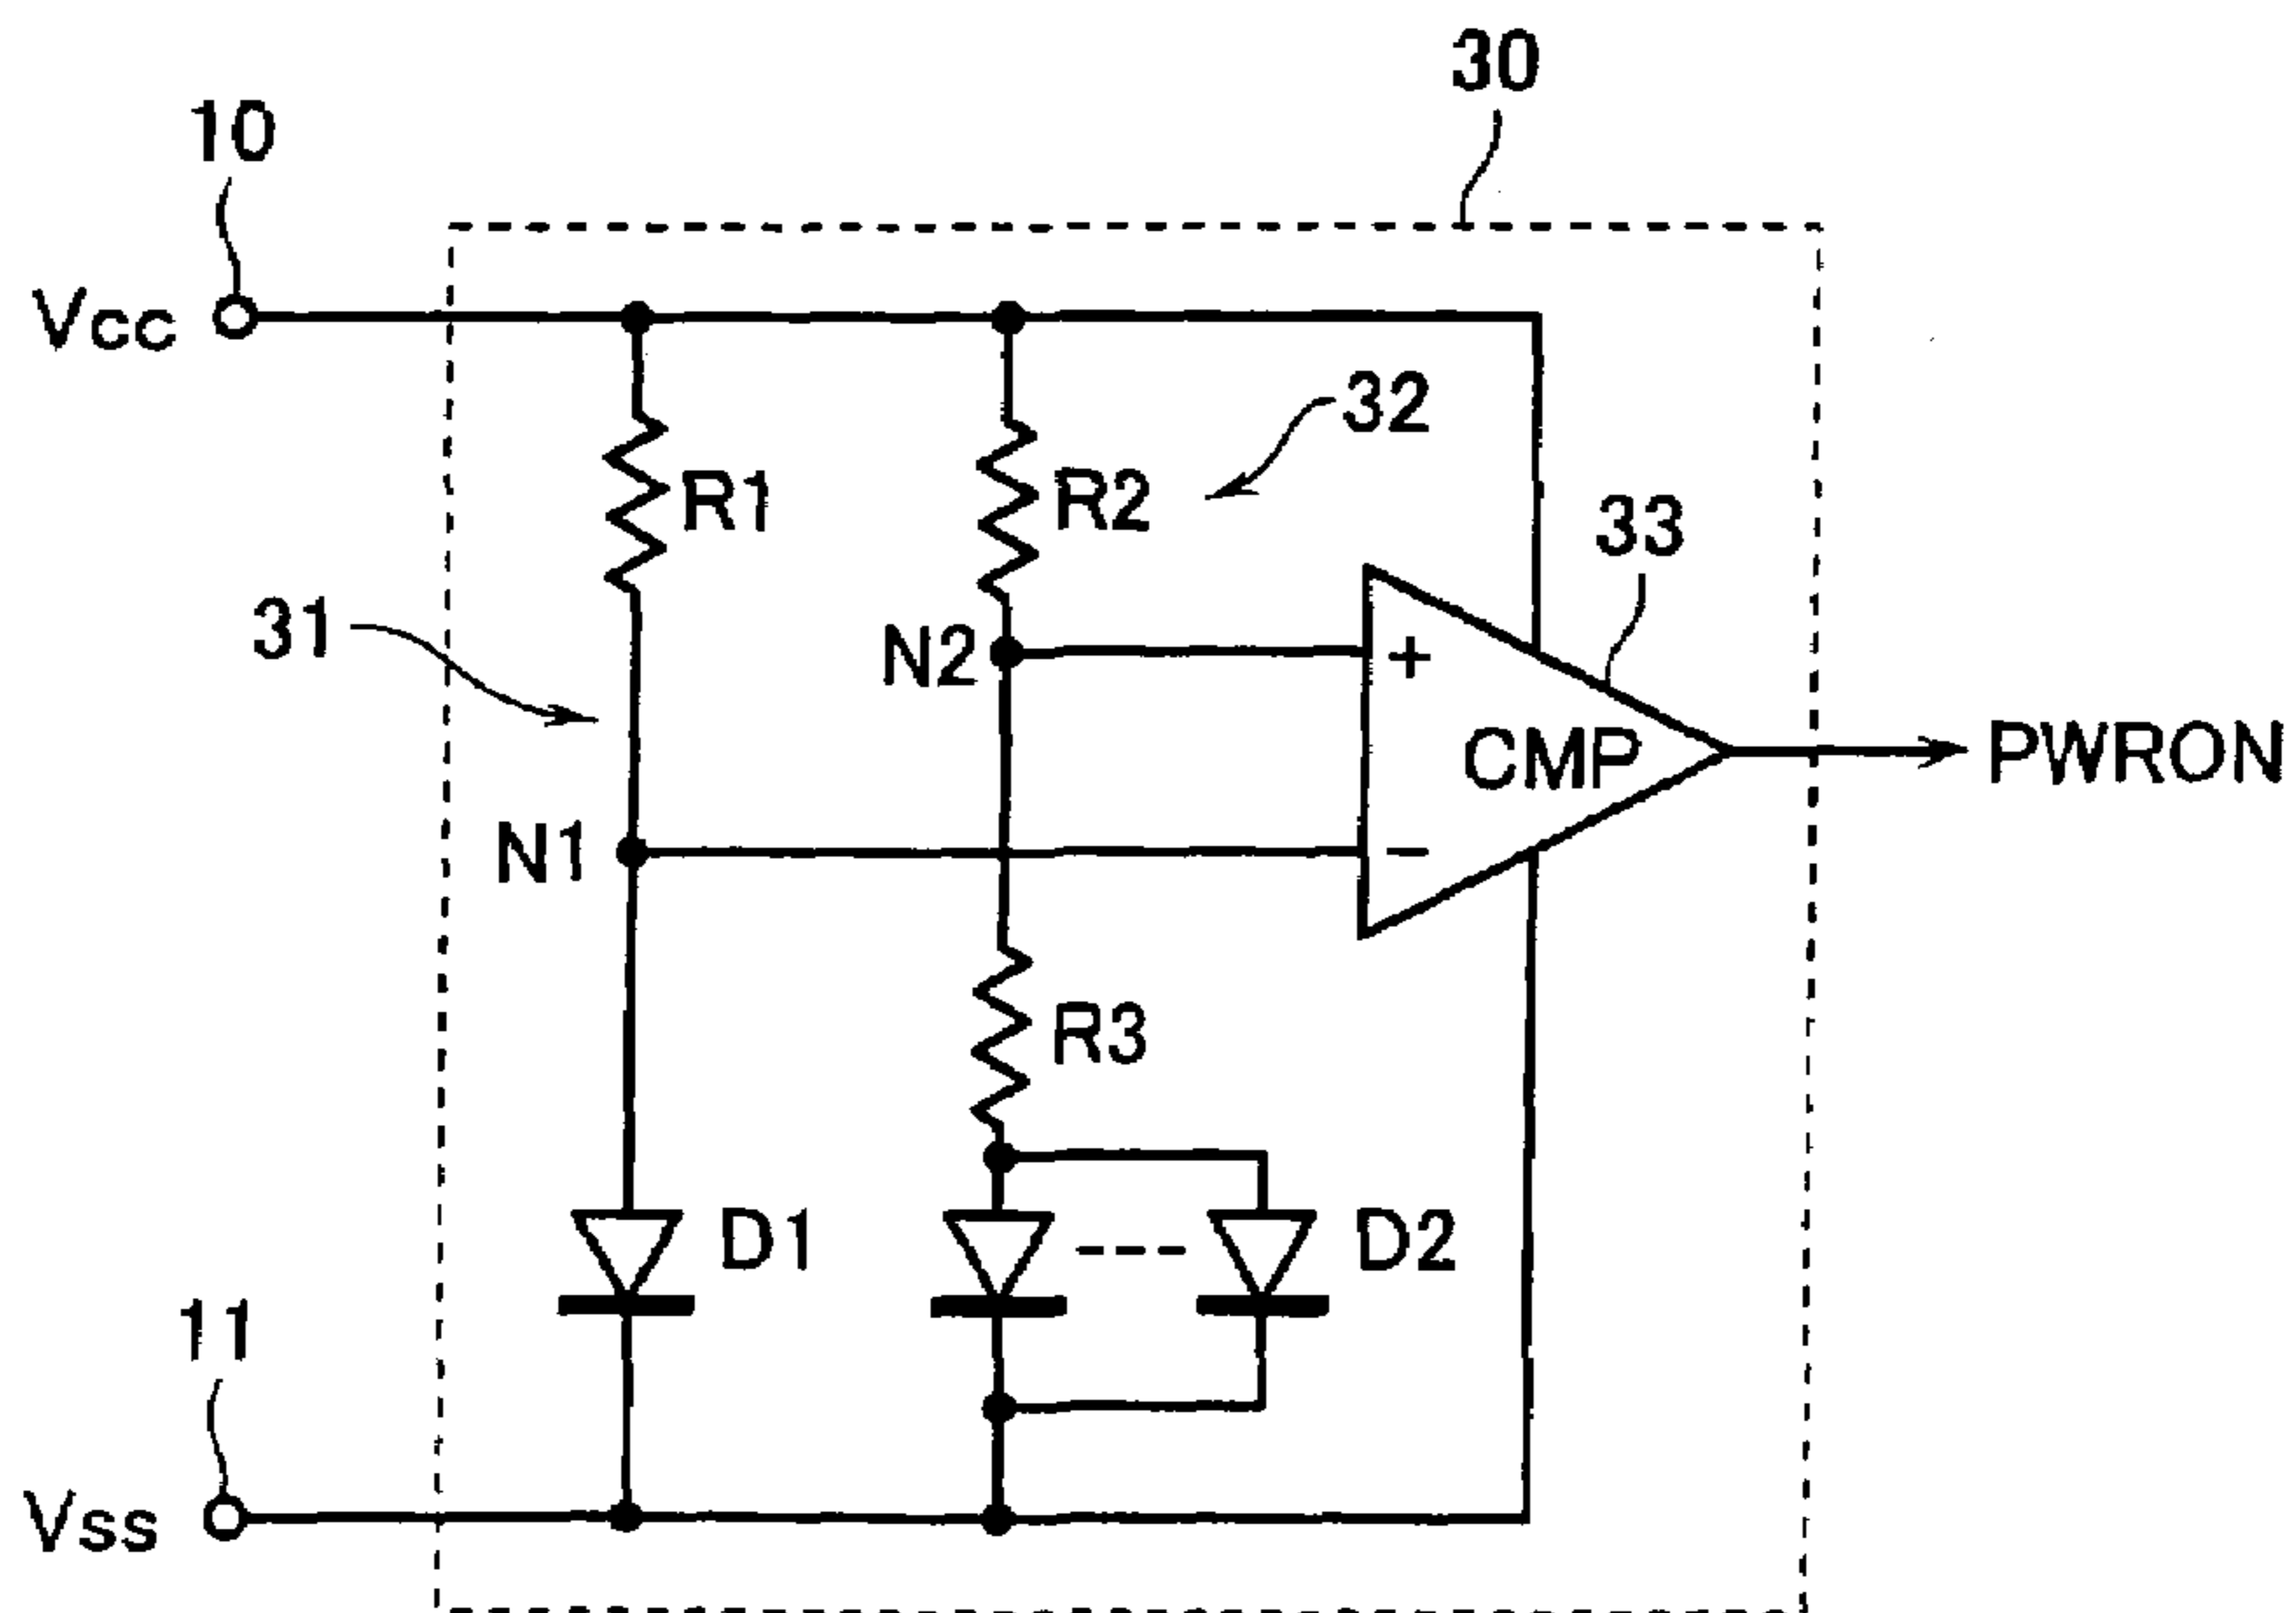 30
10
Vcc
32
R1
R2
33
31
N2
+
CMP
PWRON
N1
−
R3
D1
D2
11
Vss